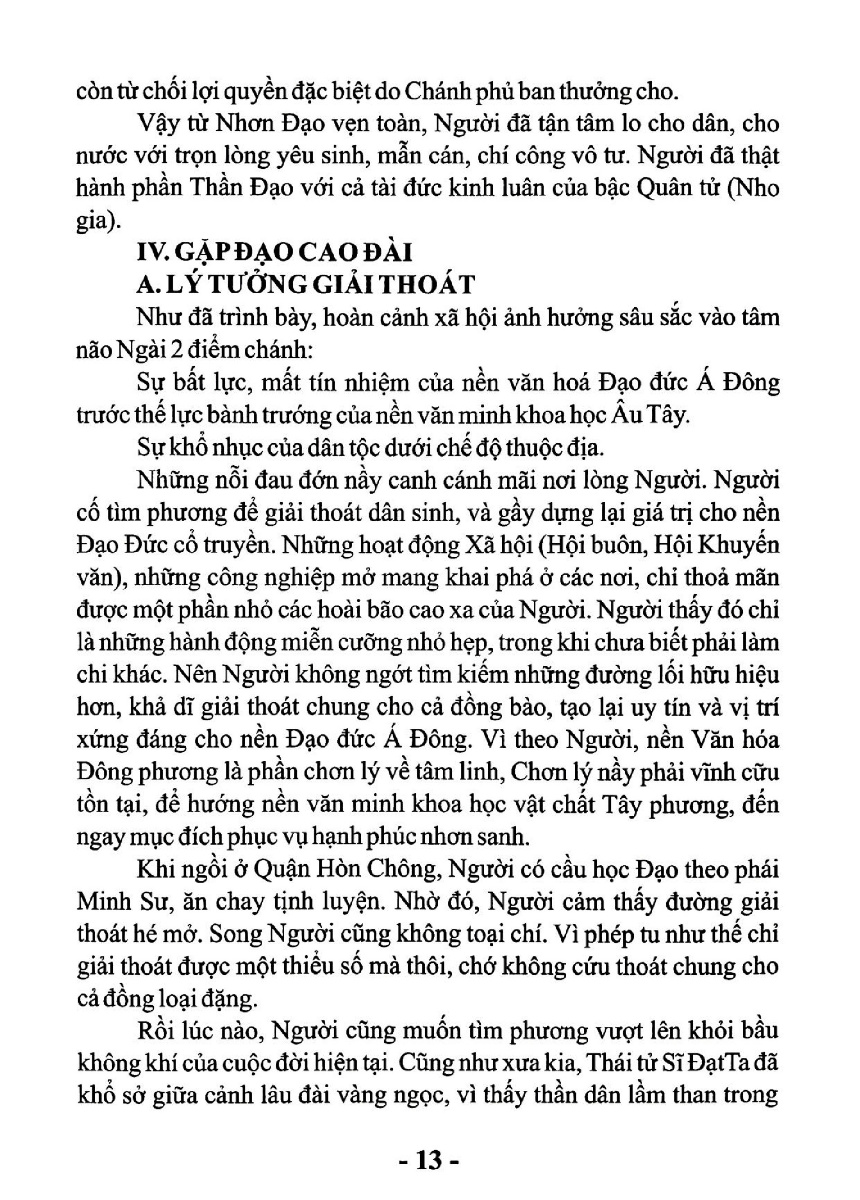 còn từ chối lợi quyền đặc biệt do Chánh phủ ban thưởng cho.
Vậy từ Nhơn Đạo vẹn toàn, Người đã tận tâm lo cho dân, cho
nước với trọn lòng yêu sinh, mẫn cán, chí công vô tư. Người đã thật
hành phần Thần Đạo với cả tài đức kinh luân của bậc Quân tử (Nho
gia).
IV. GẶP ĐẠO CAO ĐÀI
A. LÝ TƯỞNG GIẢI THOÁT
Như đã trình bày, hoàn cảnh xã hội ảnh hưởng sâu sắc vào tâm
não Ngài 2 điểm chánh:
Sự bất lực, mất tín nhiệm của nền văn hoá Đạo đức Á Đông
trước thế lực bành trướng của nền văn minh khoa học Âu Tây.
Sự khổ nhục của dân tộc dưới chế độ thuộc địa.
Những nỗi đau đớn nầy canh cánh mãi nơi lòng Người. Người
cố tìm phương để giải thoát dân sinh, và gầy dựng lại giá trị cho nền
Đạo Đức cổ truyền. Những hoạt động Xã hội (Hội buôn, Hội Khuyến
văn), những công nghiệp mở mang khai phá ở các nơi, chỉ thoả mãn
được một phần nhỏ các hoài bão cao xa của Người. Người thấy đó chỉ
là những hành động miễn cưỡng nhỏ hẹp, trong khi chưa biết phải làm
chi khác. Nên Người không ngớt tìm kiếm những đường lối hữu hiệu
hơn, khả dĩ giải thoát chung cho cả đồng bào, tạo lại uy tín và vị trí
xứng đáng cho nền Đạo đức Á Đông. Vì theo Người, nền Văn hóa
Đông phương là phần chơn lý về tâm linh, Chơn lý nầy phải vĩnh cữu
tồn tại, để hướng nền văn minh khoa học vật chất Tây phương, đến
ngay mục đích phục vụ hạnh phúc nhơn sanh.
Khi ngồi ở Quận Hòn Chông, Người có cầu học Đạo theo phái
Minh Sư, ăn chay tịnh luyện. Nhờ đó, Người cảm thấy đường giải
thoát hé mở. Song Người cũng không toại chí. Vì phép tu như thế chỉ
giải thoát được một thiểu số mà thôi, chớ không cứu thoát chung cho
cả đồng loại đặng.
Rồi lúc nào, Người cũng muốn tìm phương vượt lên khỏi bầu
không khí của cuộc đời hiện tại. Cũng như xưa kia, Thái tử Sĩ ĐạtTa đã
khổ sở giữa cảnh lâu đài vàng ngọc, vì thấy thần dân lầm than trong
- 13 -